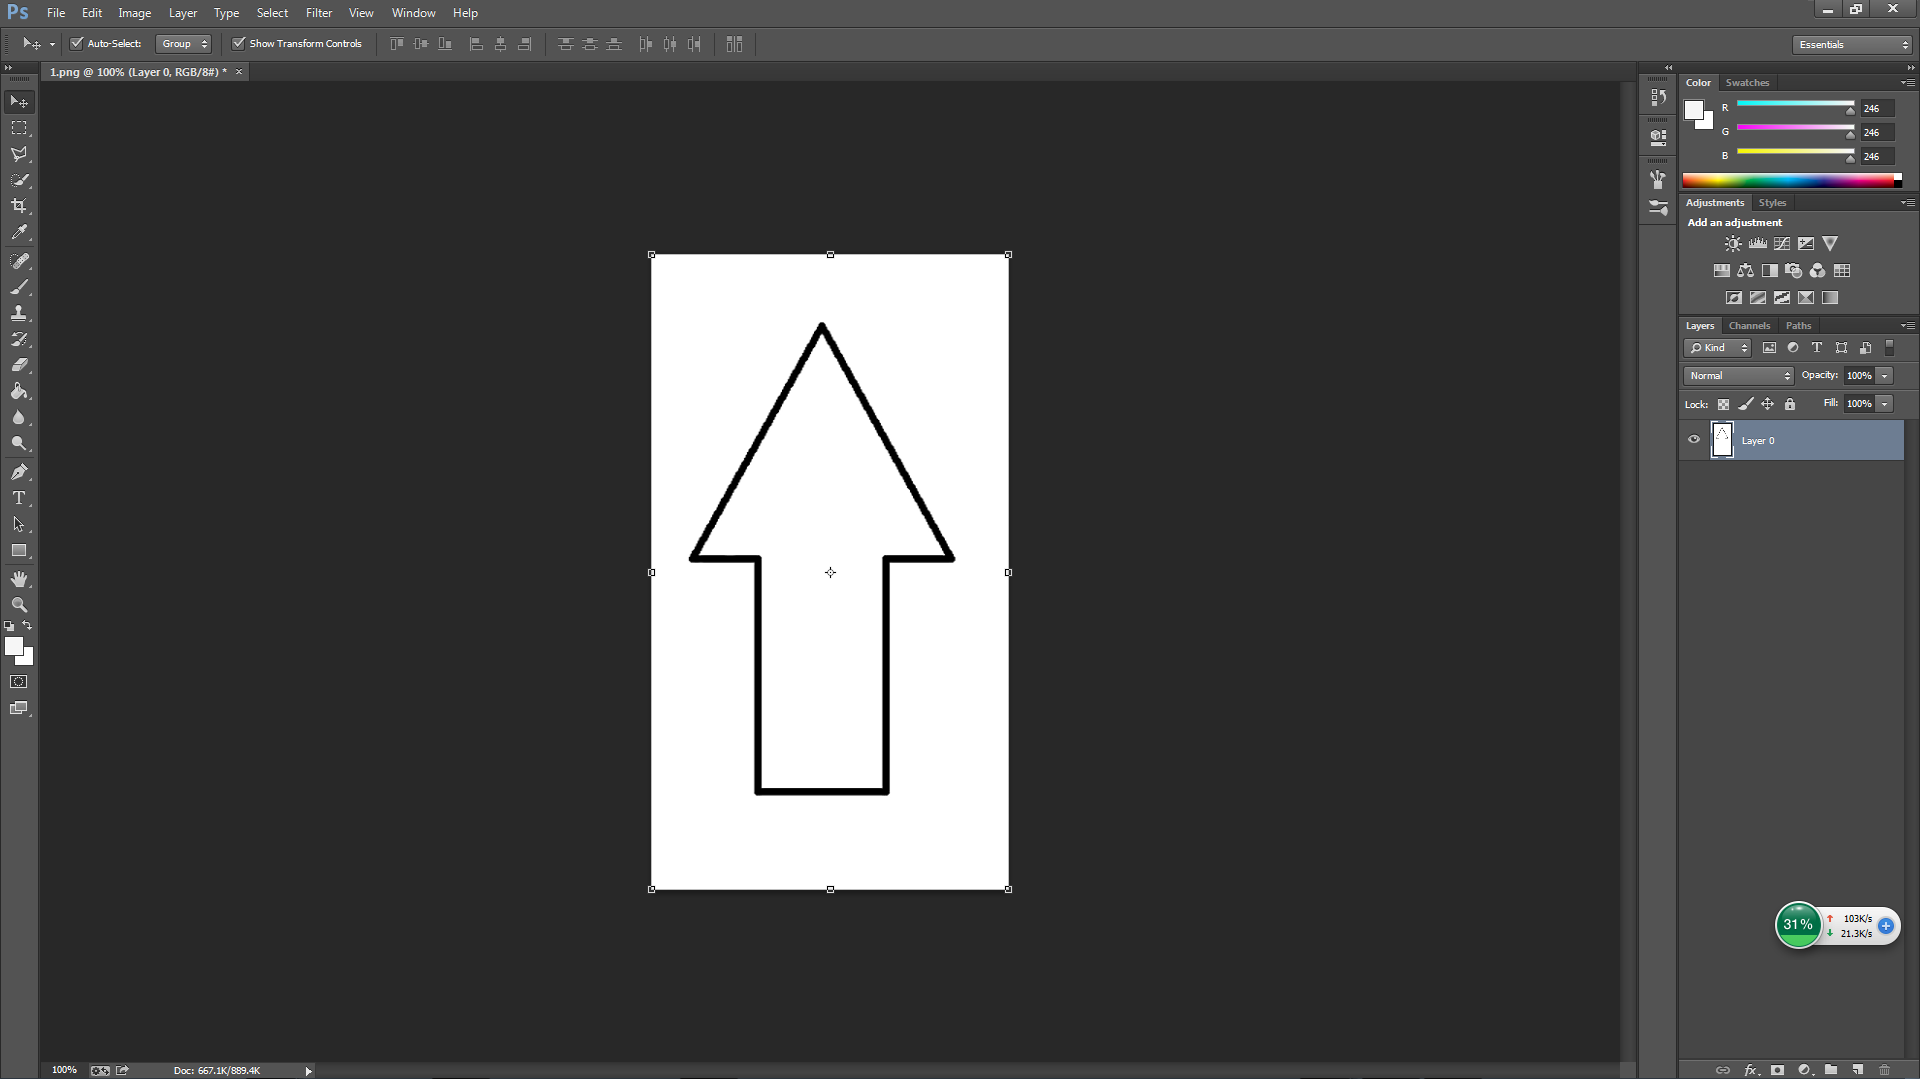 Ps File Edit Image Layer Type Select Filter View Window Help
Auto-Select: Group Show Transform Controls Essentials
1.png @ 100% (Layer 0, RGB/8#) * ×
Color Swatches
R 246
G 246
B 246
Adjustments Styles
Add an adjustment
Layers Channels Paths
Kind
Normal Opacity: 100%
Lock: Fill: 100%
Layer 0
31% 103K/s
21.3K/s
100% Doc: 667.1K/889.4K